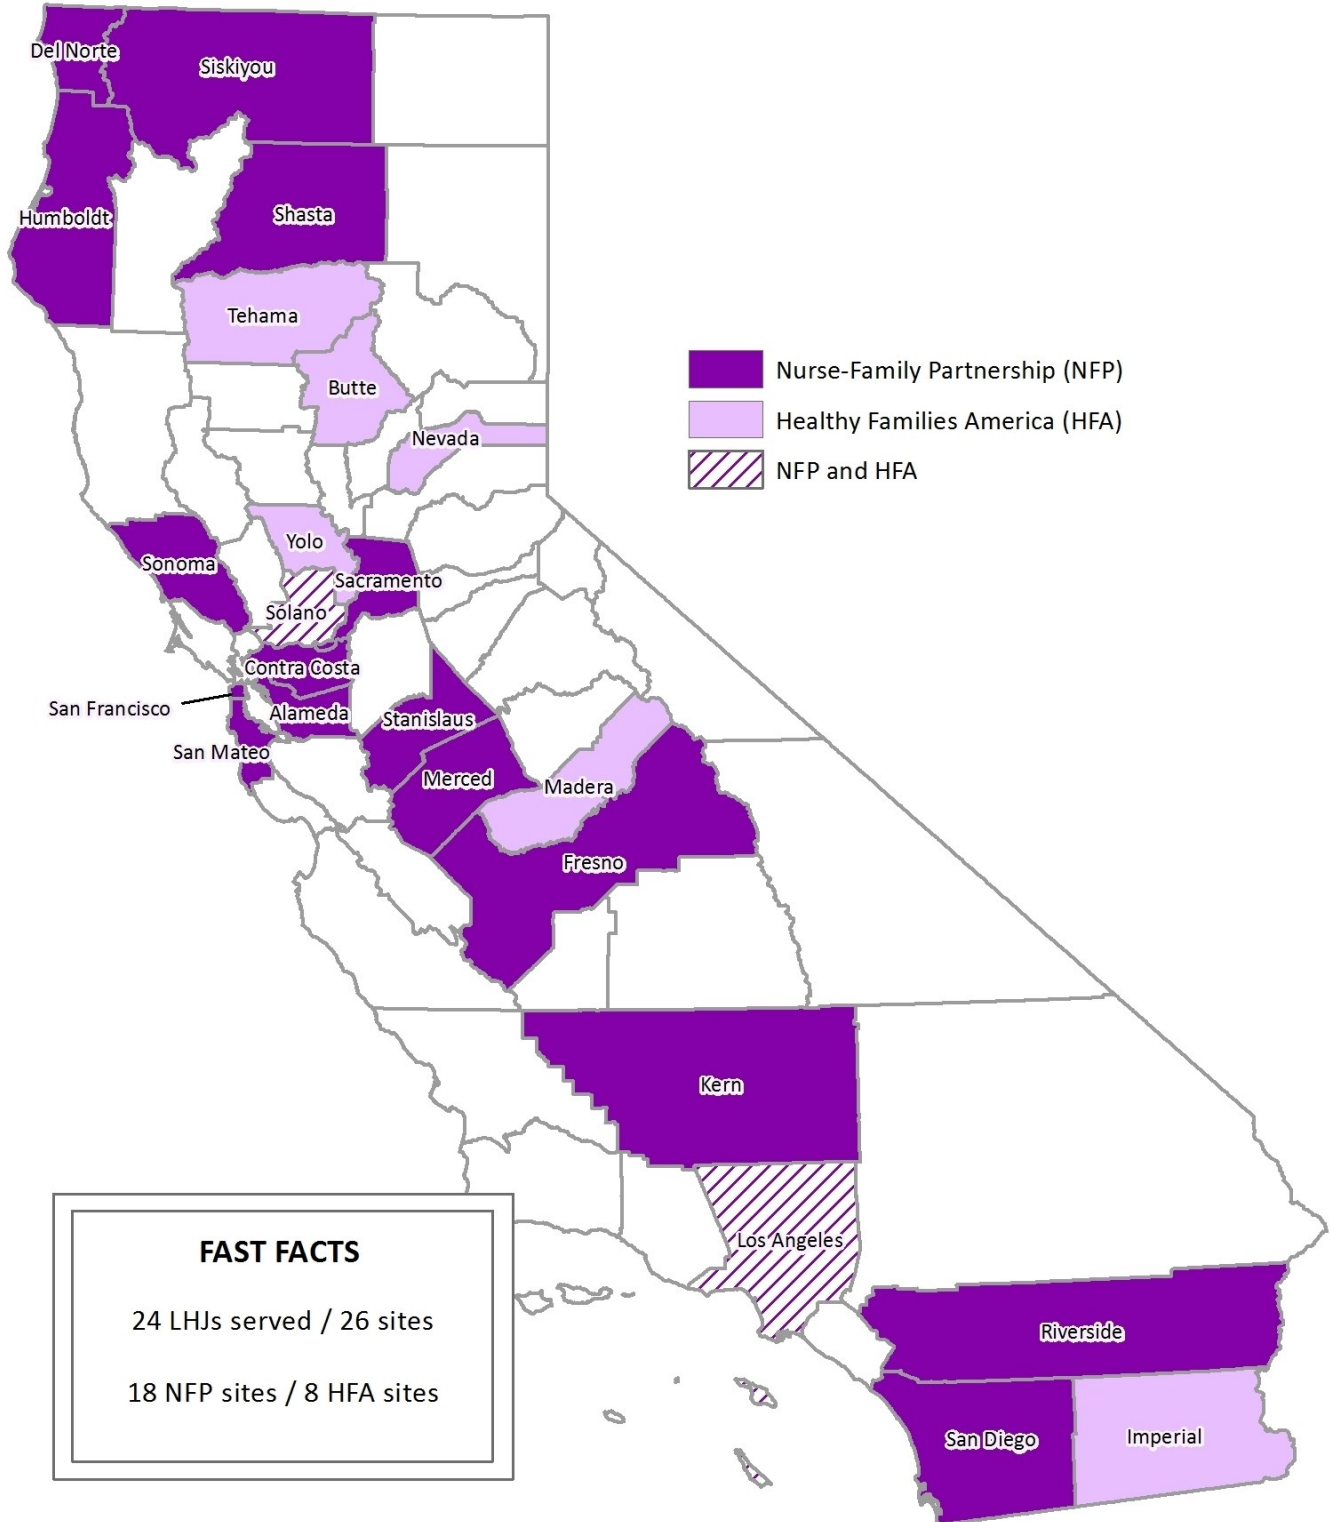 Del Norte
Siskiyou
Humboldt
Shasta
Tehama
Butte
Nevada
Nurse-Family Partnership (NFP)
Healthy Families America (HFA)
NFP and HFA
Yolo
Sonoma
Sacramento
Solano
Contra Costa
San Francisco
Alameda
Stanislaus
San Mateo
Merced
Madera
Fresno
Kern
Los Angeles
Riverside
San Diego
Imperial
FAST FACTS
24 LHJs served / 26 sites
18 NFP sites / 8 HFA sites